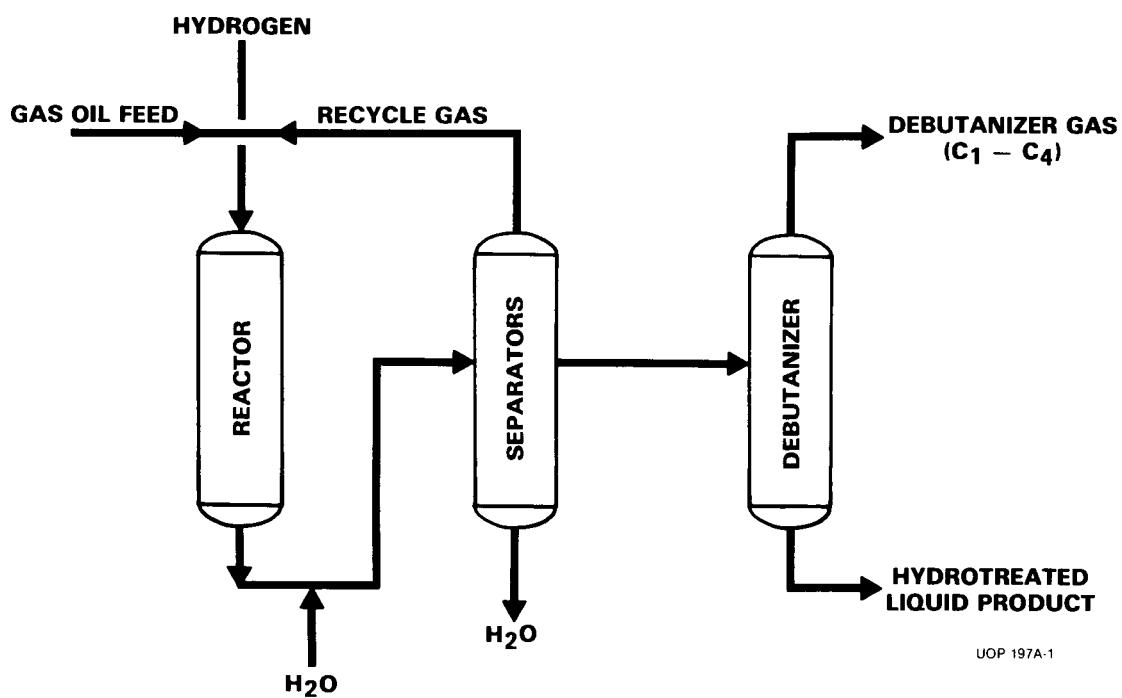 HYDROGEN
GAS OIL FEED
RECYCLE GAS
DEBUTANIZER GAS
(C₁ – C₄)
REACTOR
SEPARATORS
DEBUTANIZER
HYDROTREATED
LIQUID PRODUCT
H₂O
H₂O
UOP 197A-1